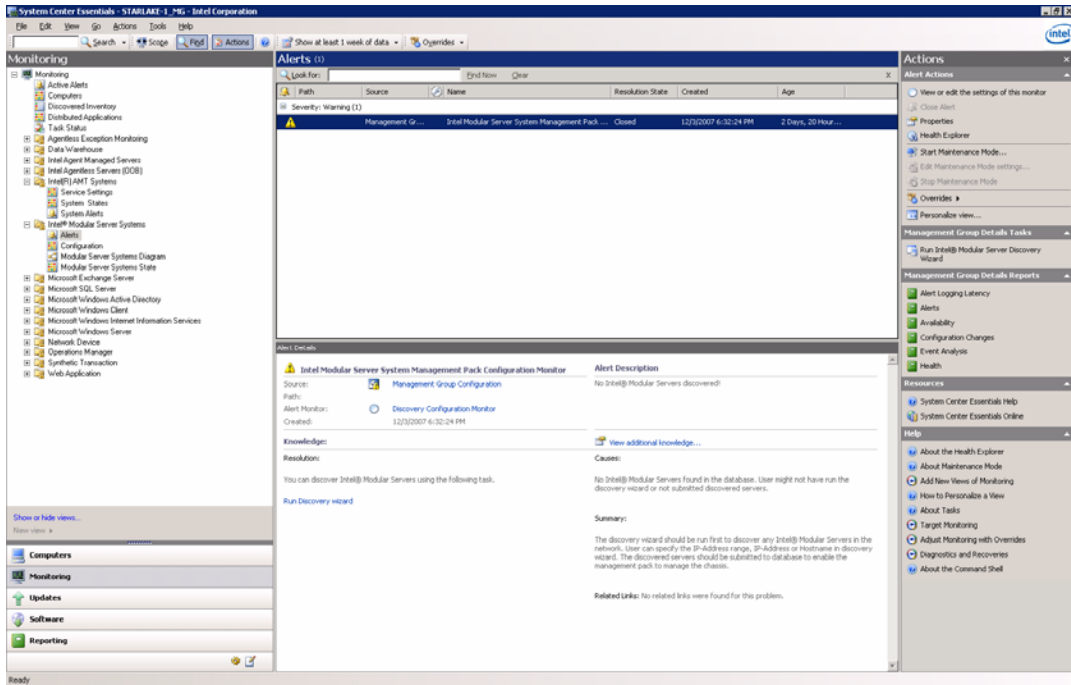 System Center Essentials - STARLAKE-1_MG - Intel Corporation
File Edit View Go Actions Tools Help
Search Scope Find Actions Show at least 1 week of data Overrides
intel
Monitoring
Monitoring
Active Alerts
Computers
Discovered Inventory
Distributed Applications
Task Status
Agentless Exception Monitoring
Data Warehouse
Intel Agent Managed Servers
Intel Agentless Servers (OOB)
Intel(R) AMT Systems
Service Settings
System States
System Alerts
Intel® Modular Server Systems
Alerts
Configuration
Modular Server Systems Diagram
Modular Server Systems State
Microsoft Exchange Server
Microsoft SQL Server
Microsoft Windows Active Directory
Microsoft Windows Client
Microsoft Windows Internet Information Services
Microsoft Windows Server
Network Device
Operations Manager
Synthetic Transaction
Web Application
Show or hide views...
New view
Computers
Monitoring
Updates
Software
Reporting
Ready
Alerts (1)
Look for: Find Now Clear x
Path Source Name Resolution State Created Age
Severity: Warning (1)
Management Gr... Intel Modular Server System Management Pack ... Closed 12/3/2007 6:32:24 PM 2 Days, 20 Hour...
Alert Details
Intel Modular Server System Management Pack Configuration Monitor
Source: Management Group Configuration
Path:
Alert Monitor: Discovery Configuration Monitor
Created: 12/3/2007 6:32:24 PM
Alert Description
No Intel® Modular Servers discovered!
Knowledge:
View additional knowledge...
Resolution:
You can discover Intel® Modular Servers using the following task.
Run Discovery wizard
Causes:
No Intel® Modular Servers found in the database. User might not have run the
discovery wizard or not submitted discovered servers.
Summary:
The discovery wizard should be run first to discover any Intel® Modular Servers in the
network. User can specify the IP-Address range, IP-Address or Hostname in discovery
wizard. The discovered servers should be submitted to database to enable the
management pack to manage the chassis.
Related Links: No related links were found for this problem.
Actions x
Alert Actions
View or edit the settings of this monitor
Close Alert
Properties
Health Explorer
Start Maintenance Mode...
Edit Maintenance Mode settings...
Stop Maintenance Mode
Overrides
Personalize view...
Management Group Details Tasks
Run Intel® Modular Server Discovery
Wizard
Management Group Details Reports
Alert Logging Latency
Alerts
Availability
Configuration Changes
Event Analysis
Health
Resources
System Center Essentials Help
System Center Essentials Online
Help
About the Health Explorer
About Maintenance Mode
Add New Views of Monitoring
How to Personalize a View
About Tasks
Target Monitoring
Adjust Monitoring with Overrides
Diagnostics and Recoveries
About the Command Shell